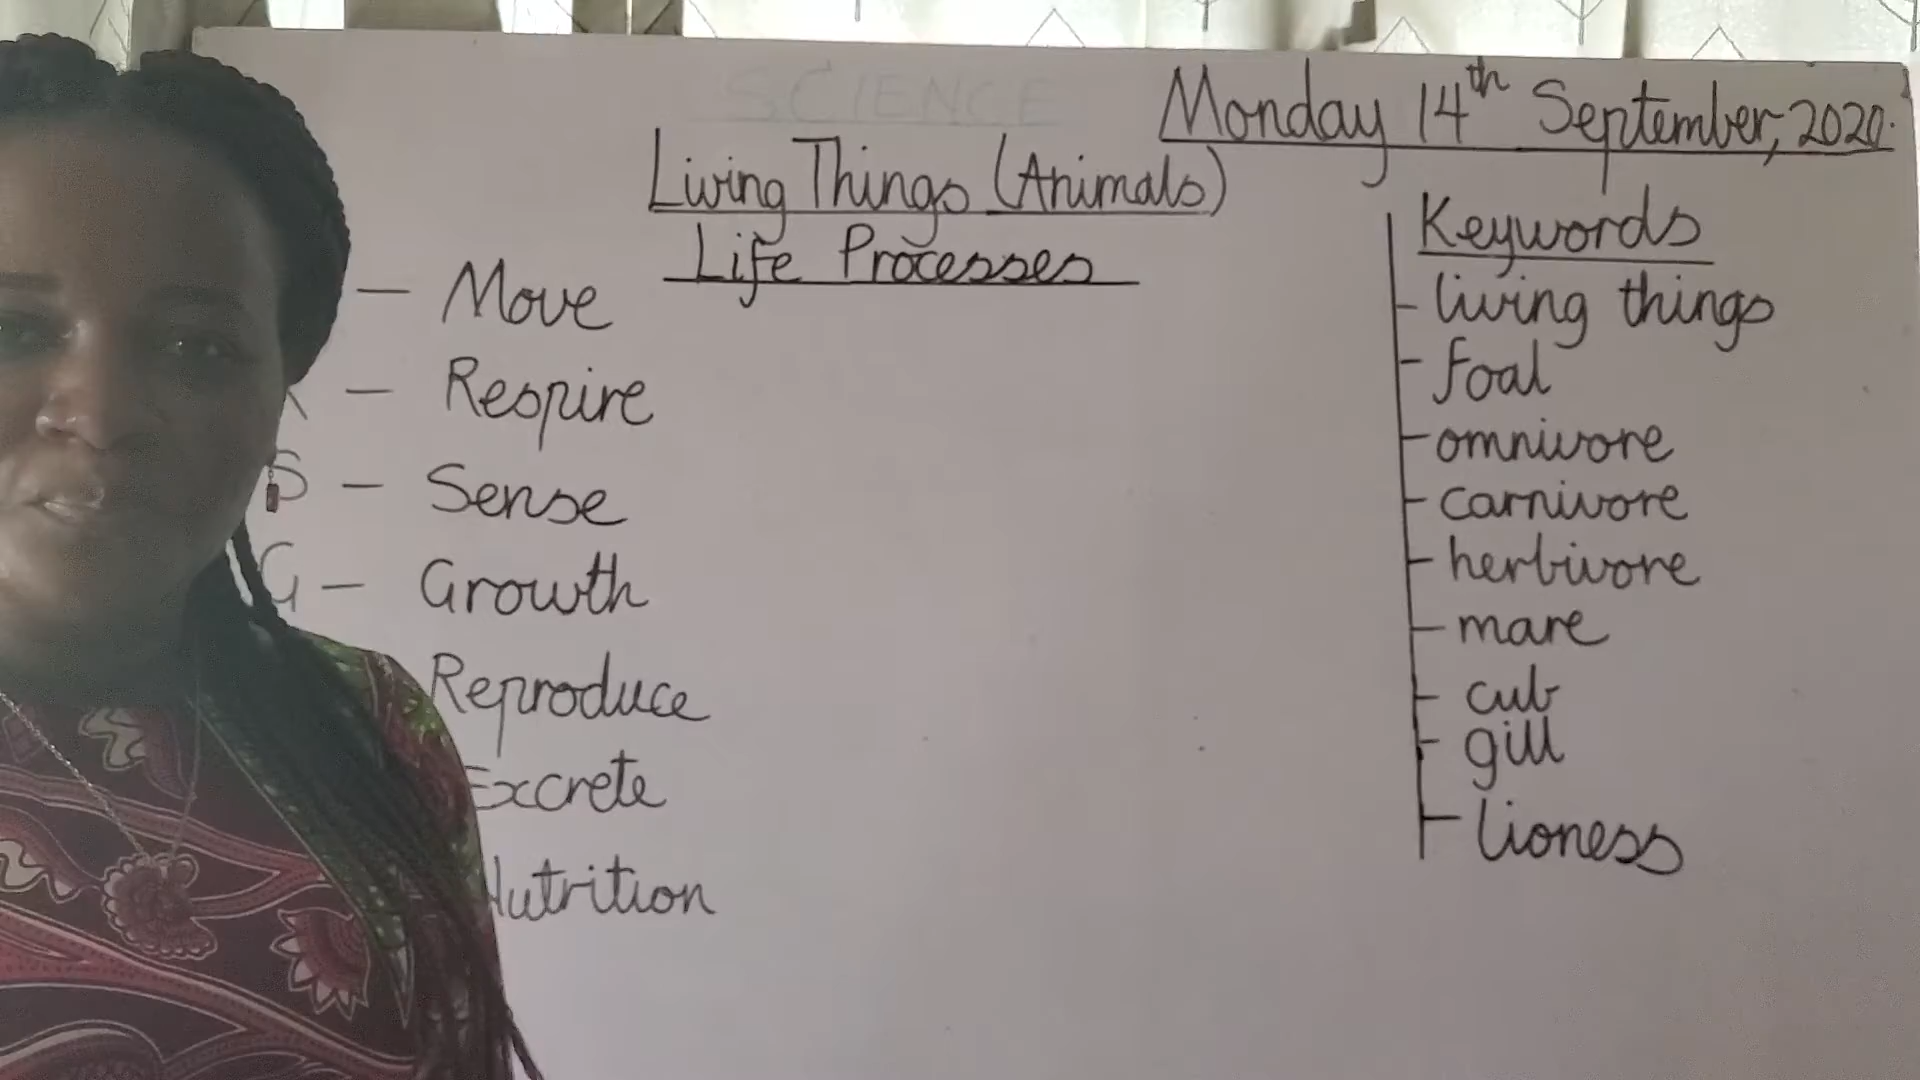 SCIENCE
Monday 14th September, 2020.
Living Things (Animals)
Life Processes
— Move
— Respire
S — Sense
G — Growth
Reproduce
Excrete
Nutrition
Keywords
- living things
- foal
- omnivore
- carnivore
- herbivore
- mare
- cub
- gill
- lioness